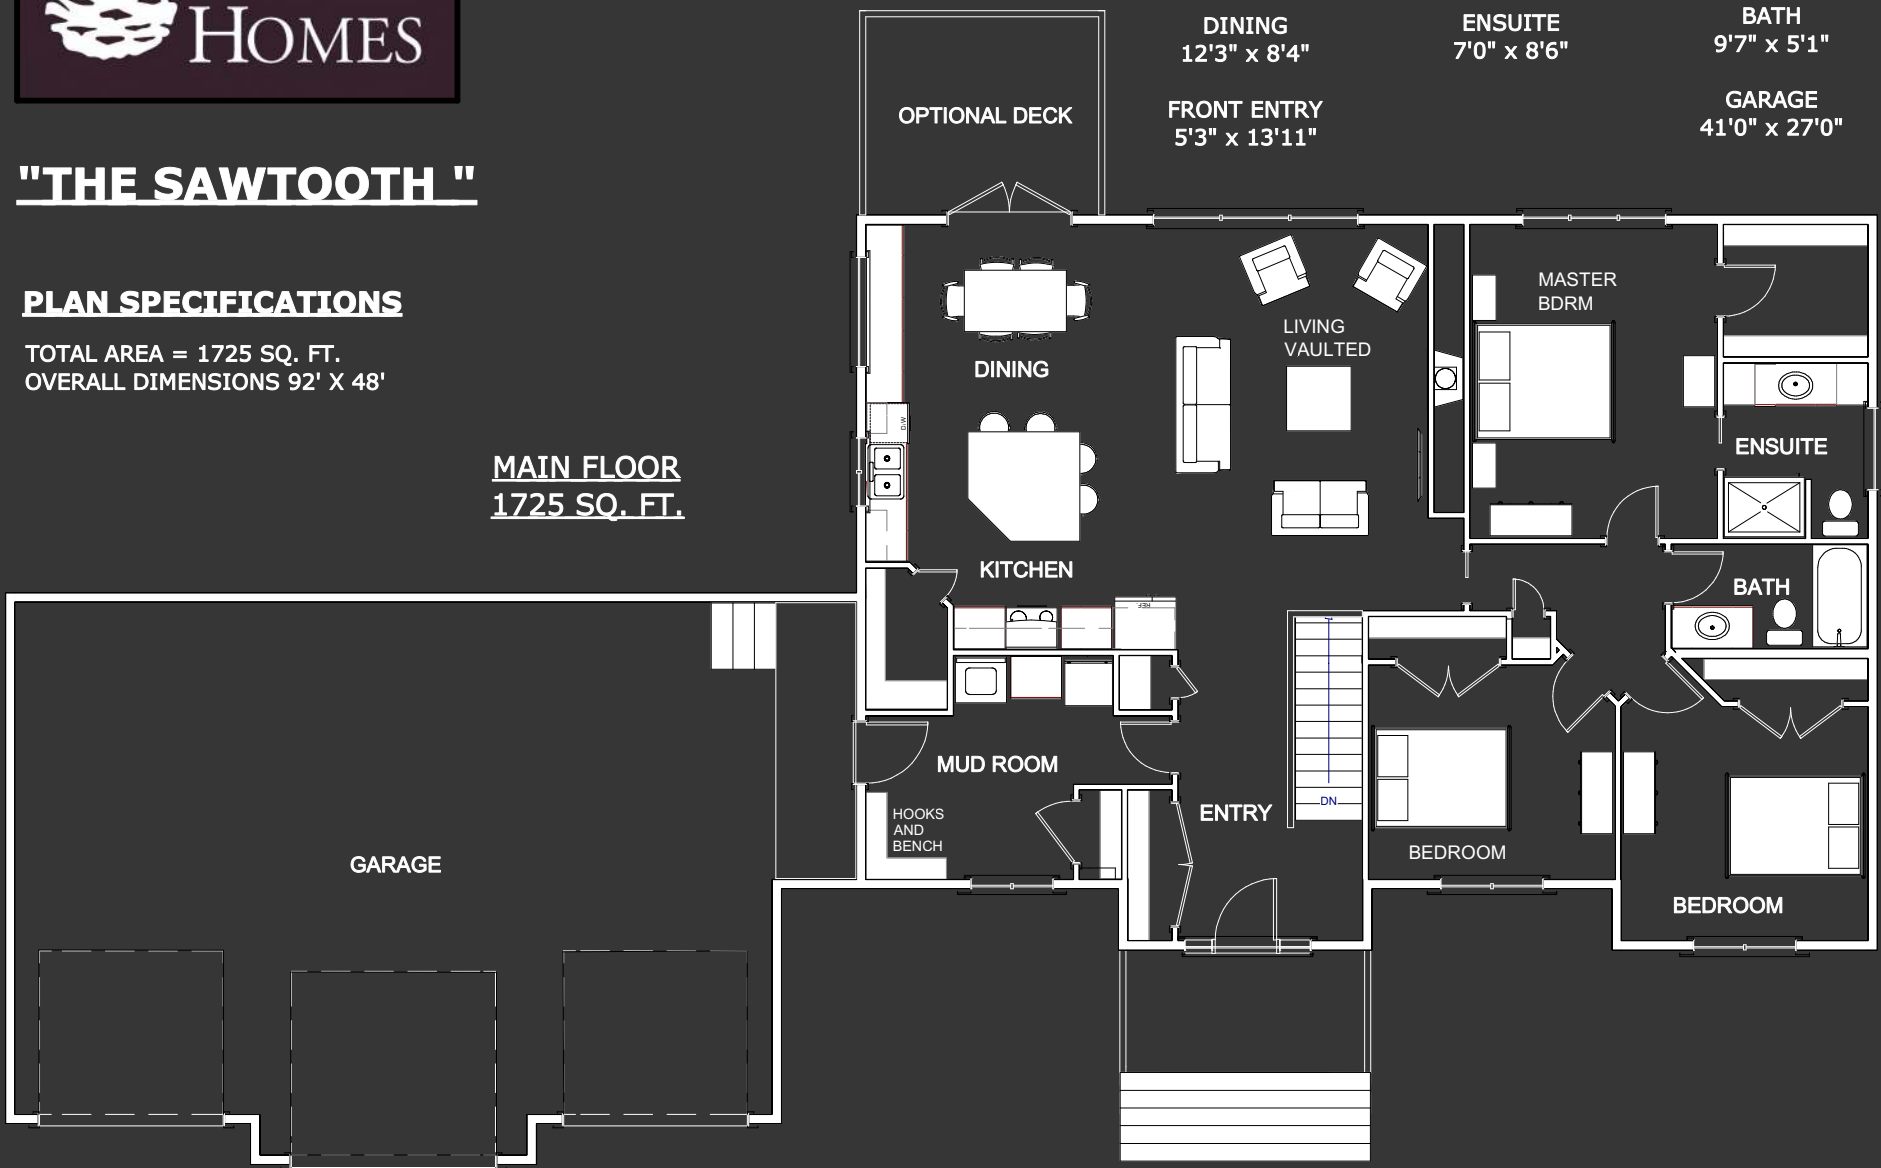 HOMES
"THE SAWTOOTH "
PLAN SPECIFICATIONS
TOTAL AREA = 1725 SQ. FT.
OVERALL DIMENSIONS 92' X 48'
MAIN FLOOR
1725 SQ. FT.
DINING
12'3" x 8'4"
FRONT ENTRY
5'3" x 13'11"
ENSUITE
7'0" x 8'6"
BATH
9'7" x 5'1"
GARAGE
41'0" x 27'0"
OPTIONAL DECK
DINING
LIVING
VAULTED
MASTER
BDRM
D/W
ENSUITE
KITCHEN
REF.
BATH
MUD ROOM
HOOKS
AND
BENCH
ENTRY
DN
BEDROOM
BEDROOM
GARAGE